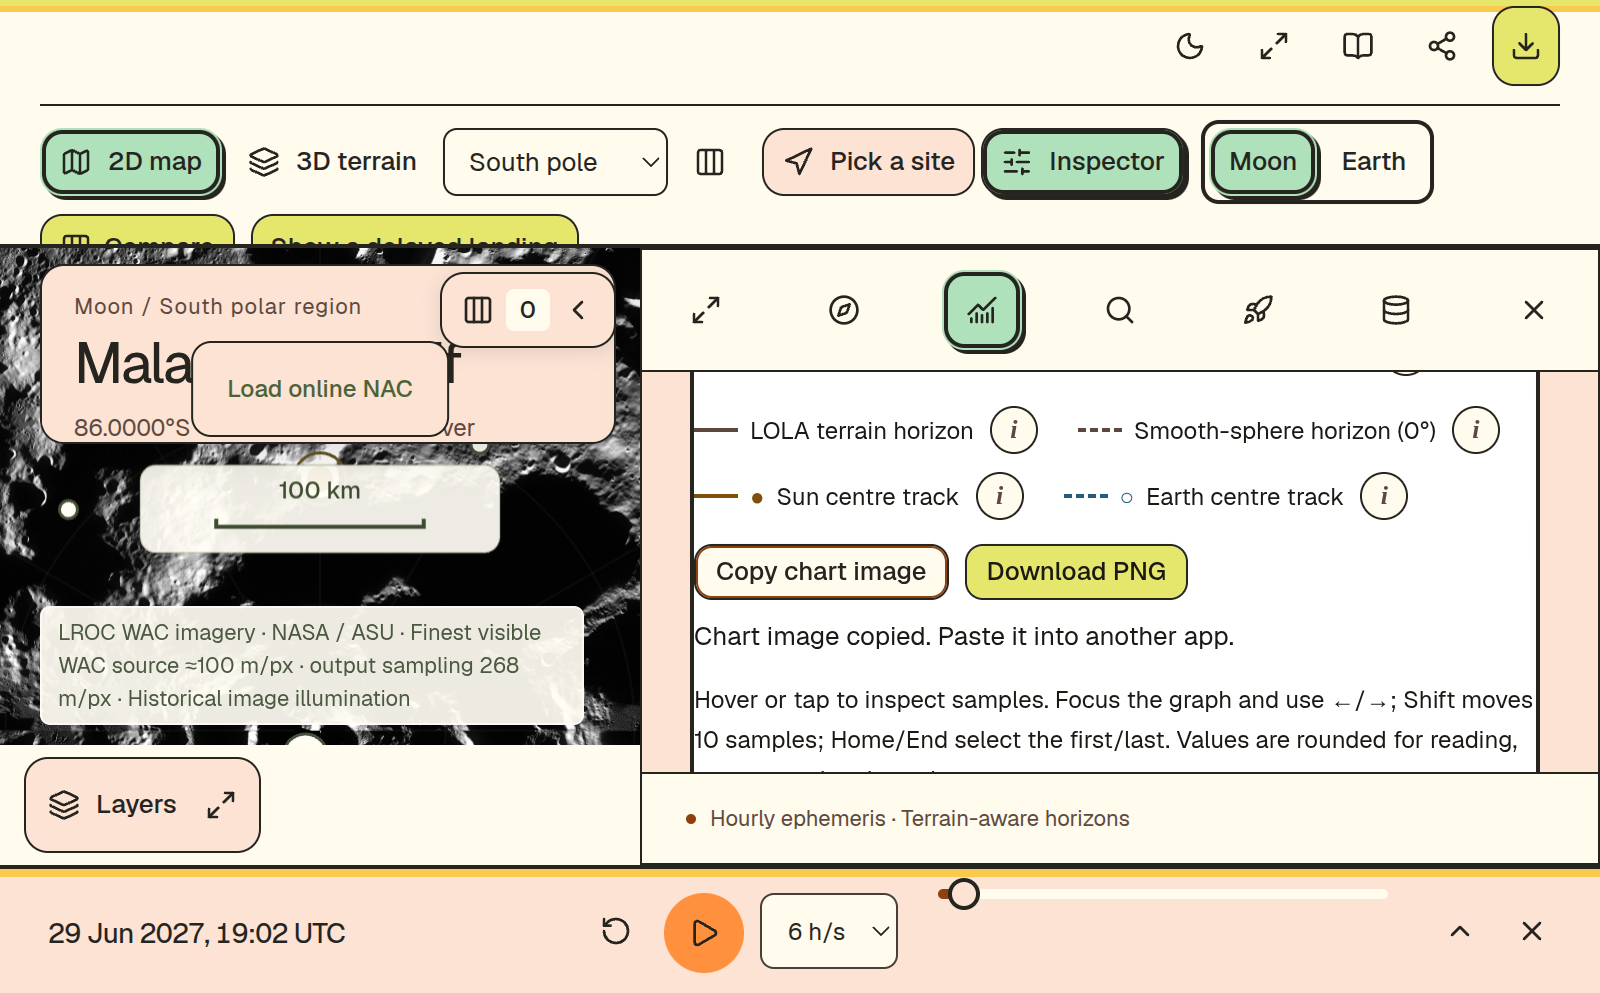 2D map
3D terrain
South pole
Pick a site
Inspector
Moon
Earth
Compare
Show a delayed landing
Moon / South polar region
0
Mala
f
Load online NAC
86.0000°S
ver
100 km
LROC WAC imagery · NASA / ASU · Finest visible
WAC source ≈100 m/px · output sampling 268
m/px · Historical image illumination
Layers
LOLA terrain horizon i
Smooth-sphere horizon (0°) i
Sun centre track i
Earth centre track i
Copy chart image
Download PNG
Chart image copied. Paste it into another app.
Hover or tap to inspect samples. Focus the graph and use ←/→; Shift moves
10 samples; Home/End select the first/last. Values are rounded for reading,
Hourly ephemeris · Terrain-aware horizons
29 Jun 2027, 19:02 UTC
6 h/s